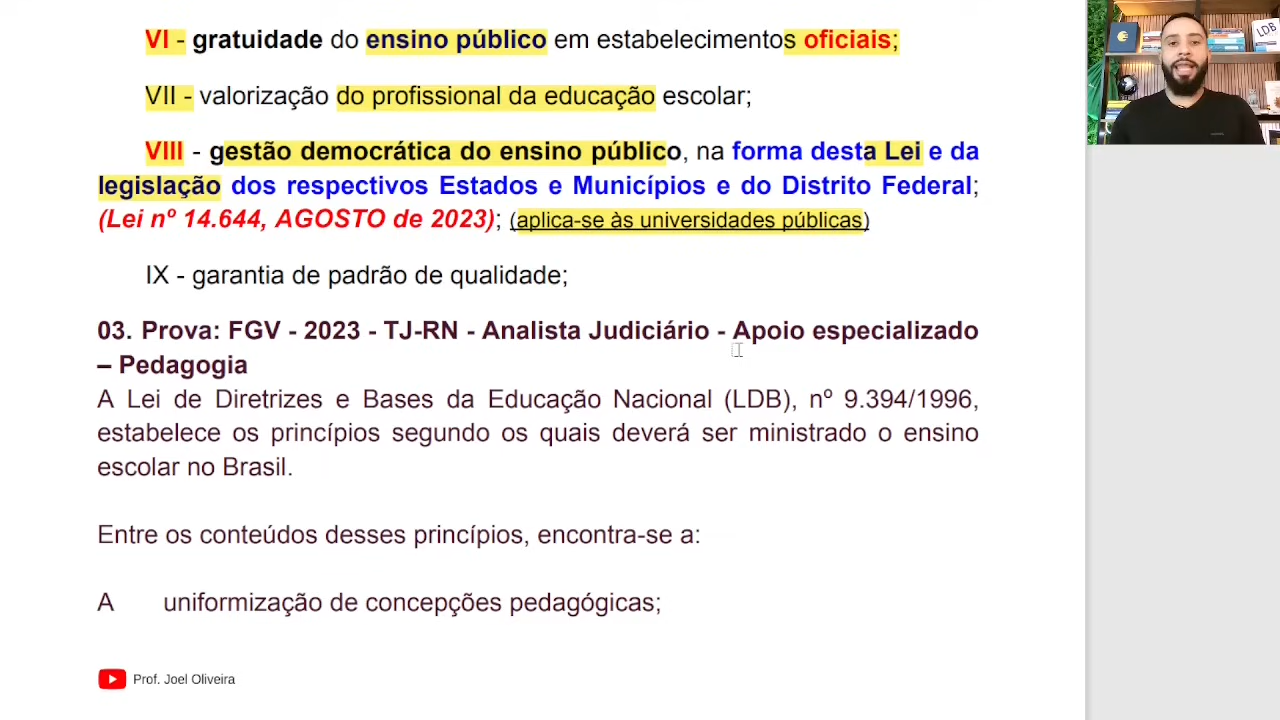 VI - gratuidade do ensino público em estabelecimentos oficiais;
VII - valorização do profissional da educação escolar;
VIII - gestão democrática do ensino público, na forma desta Lei e da
legislação dos respectivos Estados e Municípios e do Distrito Federal;
(Lei nº 14.644, AGOSTO de 2023); (aplica-se às universidades públicas)
IX - garantia de padrão de qualidade;
03. Prova: FGV - 2023 - TJ-RN - Analista Judiciário - Apoio especializado
– Pedagogia
A Lei de Diretrizes e Bases da Educação Nacional (LDB), nº 9.394/1996,
estabelece os princípios segundo os quais deverá ser ministrado o ensino
escolar no Brasil.
Entre os conteúdos desses princípios, encontra-se a:
A uniformização de concepções pedagógicas;
Prof. Joel Oliveira
LDB